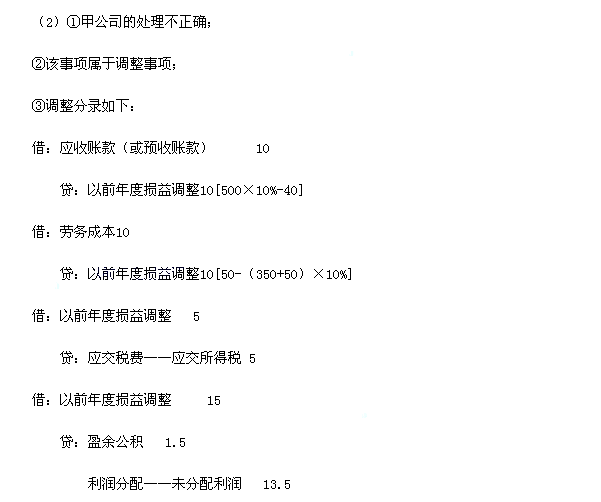 （2）①甲公司的处理不正确；
②该事项属于调整事项；
③调整分录如下：
借：应收账款（或预收账款） 10
贷：以前年度损益调整10[500×10%-40]
借：劳务成本10
贷：以前年度损益调整10[50-（350+50）×10%]
借：以前年度损益调整 5
贷：应交税费——应交所得税 5
借：以前年度损益调整 15
贷：盈余公积 1.5
利润分配——未分配利润 13.5